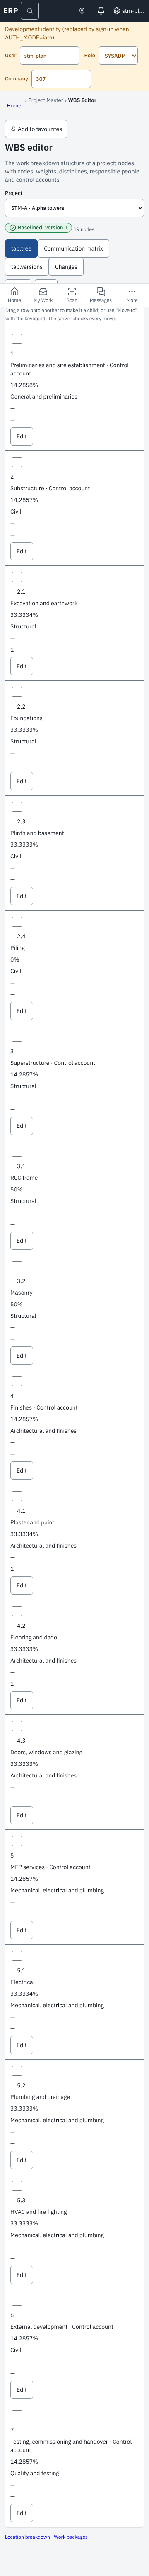 ERP
stm-pl...
Development identity (replaced by sign-in when
AUTH_MODE=iam):
User stm-plan Role SYSADM
Company 307
Home › Project Master › WBS Editor
Add to favourites
WBS editor
The work breakdown structure of a project: nodes
with codes, weights, disciplines, responsible people
and control accounts.
Project
STM-A · Alpha towers
Baselined: version 1 19 nodes
tab.tree Communication matrix
tab.versions Changes
Home My Work Scan Messages More
Drag a row onto another to make it a child; or use "Move to"
with the keyboard. The server checks every move.
1
Preliminaries and site establishment · Control
account
14.2858%
General and preliminaries
—
—
Edit
2
Substructure · Control account
14.2857%
Civil
—
—
Edit
2.1
Excavation and earthwork
33.3334%
Structural
—
1
Edit
2.2
Foundations
33.3333%
Structural
—
—
Edit
2.3
Plinth and basement
33.3333%
Civil
—
—
Edit
2.4
Piling
0%
Civil
—
—
Edit
3
Superstructure · Control account
14.2857%
Structural
—
—
Edit
3.1
RCC frame
50%
Structural
—
—
Edit
3.2
Masonry
50%
Structural
—
—
Edit
4
Finishes · Control account
14.2857%
Architectural and finishes
—
—
Edit
4.1
Plaster and paint
33.3334%
Architectural and finishes
—
1
Edit
4.2
Flooring and dado
33.3333%
Architectural and finishes
—
1
Edit
4.3
Doors, windows and glazing
33.3333%
Architectural and finishes
—
—
Edit
5
MEP services · Control account
14.2857%
Mechanical, electrical and plumbing
—
—
Edit
5.1
Electrical
33.3334%
Mechanical, electrical and plumbing
—
—
Edit
5.2
Plumbing and drainage
33.3333%
Mechanical, electrical and plumbing
—
—
Edit
5.3
HVAC and fire fighting
33.3333%
Mechanical, electrical and plumbing
—
—
Edit
6
External development · Control account
14.2857%
Civil
—
—
Edit
7
Testing, commissioning and handover · Control
account
14.2857%
Quality and testing
—
—
Edit
Location breakdown · Work packages